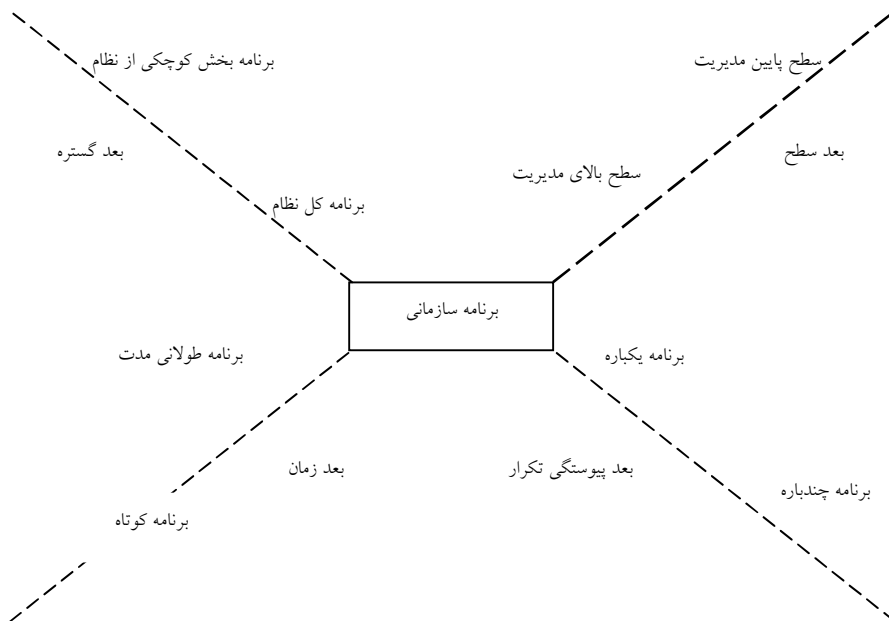 سطح پایین مدیریت
برنامه بخش کوچکی از نظام
بعد سطح
بعد گستره
سطح بالای مدیریت
برنامه کل نظام
برنامه سازمانی
برنامه یکباره
برنامه طولانی مدت
بعد پیوستگی تکرار
بعد زمان
برنامه چندباره
برنامه کوتاه